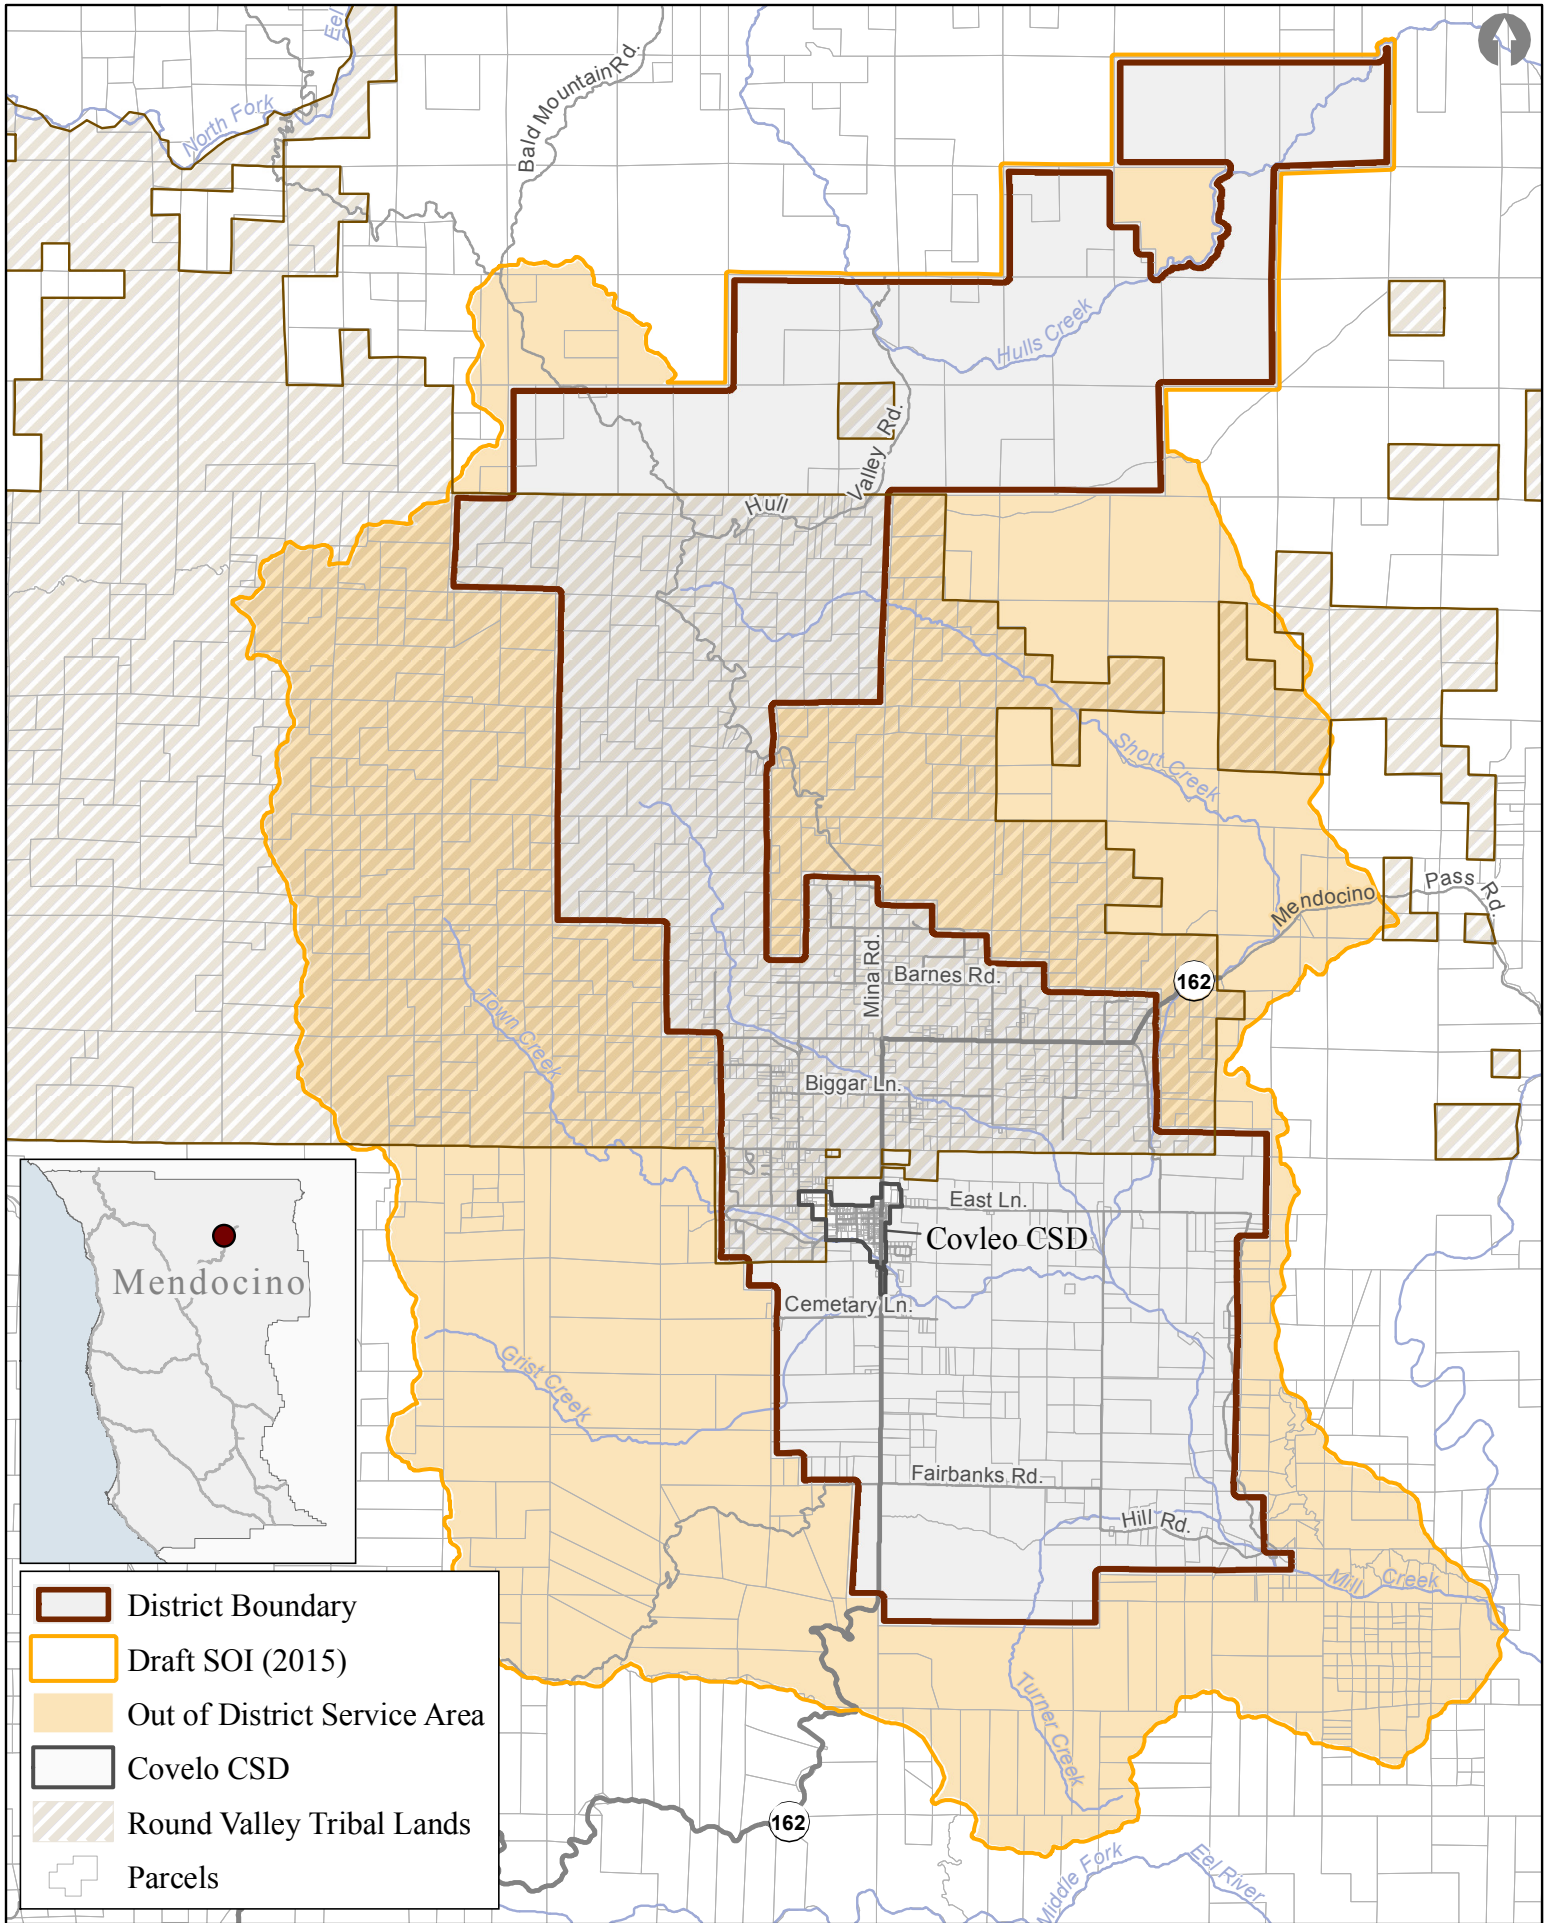 Eel
North Fork
Bald Mountain Rd.
Hulls Creek
Hull Valley Rd.
Short Creek
Mendocino Pass Rd.
162
Mina Rd.
Barnes Rd.
Town Creek
Biggar Ln.
East Ln.
Covleo CSD
Cemetary Ln.
Grist Creek
Fairbanks Rd.
Hill Rd.
Mill Creek
Turner Creek
162
Middle Fork
Eel River
Mendocino
District Boundary
Draft SOI (2015)
Out of District Service Area
Covelo CSD
Round Valley Tribal Lands
Parcels